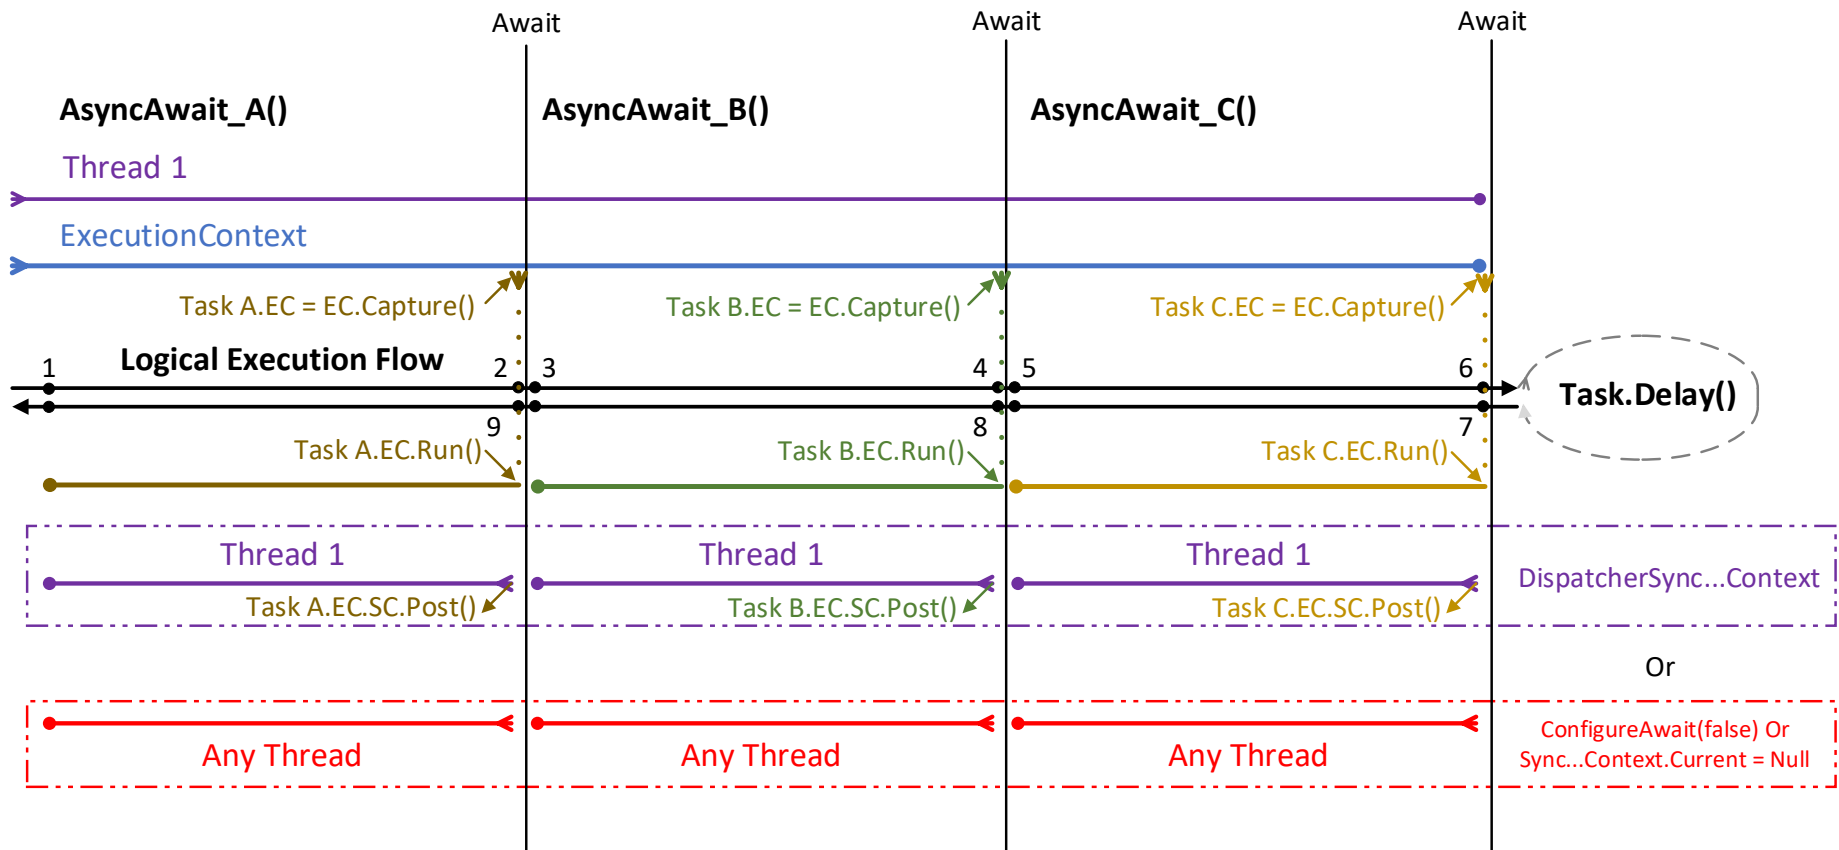 Await
Await
Await
AsyncAwait_A()
AsyncAwait_B()
AsyncAwait_C()
Thread 1
ExecutionContext
Task A.EC = EC.Capture()
Task B.EC = EC.Capture()
Task C.EC = EC.Capture()
Logical Execution Flow
1
2
3
4
5
6
Task.Delay()
9
8
7
Task A.EC.Run()
Task B.EC.Run()
Task C.EC.Run()
Thread 1
Thread 1
Thread 1
DispatcherSync...Context
Task A.EC.SC.Post()
Task B.EC.SC.Post()
Task C.EC.SC.Post()
Or
Any Thread
Any Thread
Any Thread
ConfigureAwait(false) Or
Sync...Context.Current = Null